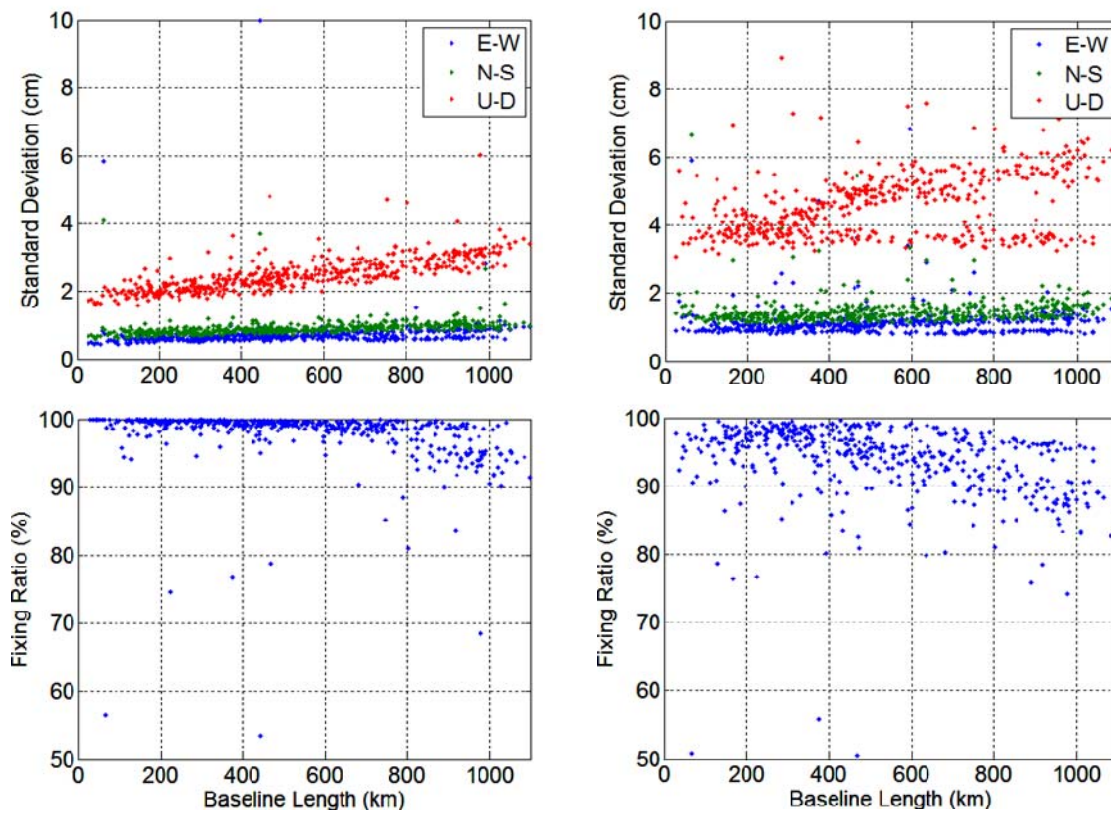 10
8
6
4
2
0
Standard Deviation (cm)
E-W
N-S
U-D
0 200 400 600 800 1000
10
8
6
4
2
0
Standard Deviation (cm)
E-W
N-S
U-D
0 200 400 600 800 1000
100
90
80
70
60
50
Fixing Ratio (%)
0 200 400 600 800 1000
Baseline Length (km)
100
90
80
70
60
50
Fixing Ratio (%)
0 200 400 600 800 1000
Baseline Length (km)